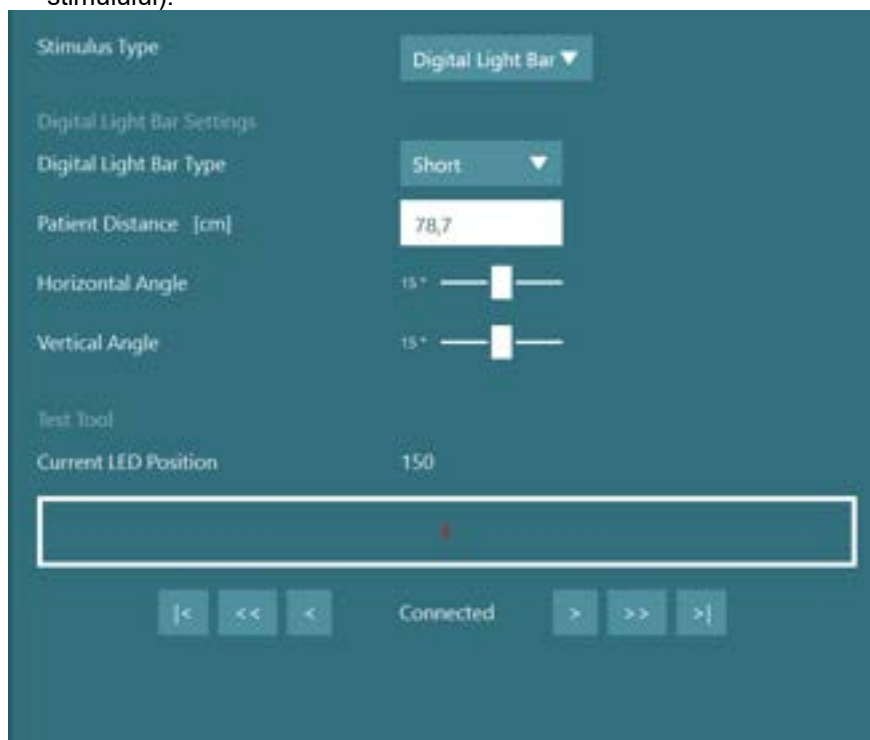 stimulului).
Stimulus Type Digital Light Bar
Digital Light Bar Settings
Digital Light Bar Type Short
Patient Distance [cm] 78,7
Horizontal Angle 15°
Vertical Angle 15°
Test Tool
Current LED Position 150
|< << < Connected > >> >|